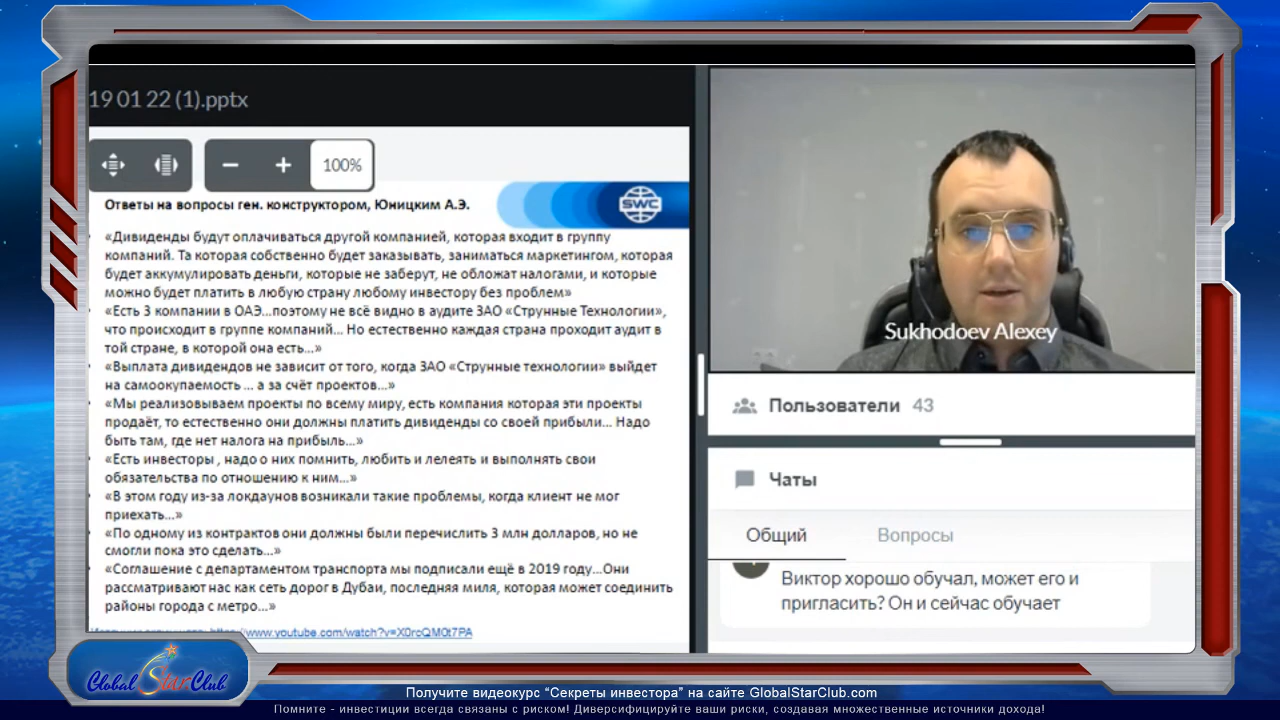 19 01 22 (1).pptx
100%
Ответы на вопросы ген. конструктором, Юницким А.Э.
SWC
«Дивиденды будут оплачиваться другой компанией, которая входит в группу
компаний. Та которая собственно будет заказывать, заниматься маркетингом, которая
будет аккумулировать деньги, которые не заберут, не обложат налогами, и которые
можно будет платить в любую страну любому инвестору без проблем»
«Есть 3 компании в ОАЭ...поэтому не всё видно в аудите ЗАО «Струнные Технологии»,
что происходит в группе компаний... Но естественно каждая страна проходит аудит в
той стране, в которой она есть...»
«Выплата дивидендов не зависит от того, когда ЗАО «Струнные технологии» выйдет
на самоокупаемость ... а за счёт проектов...»
«Мы реализовываем проекты по всему миру, есть компания которая эти проекты
продаёт, то естественно они должны платить дивиденды со своей прибыли... Надо
быть там, где нет налога на прибыль...»
«Есть инвесторы , надо о них помнить, любить и лелеять и выполнять свои
обязательства по отношению к ним...»
«В этом году из-за локдаунов возникали такие проблемы, когда клиент не мог
приехать...»
«По одному из контрактов они должны были перечислить 3 млн долларов, но не
смогли пока это сделать...»
«Соглашение с департаментом транспорта мы подписали ещё в 2019 году...Они
рассматривают нас как сеть дорог в Дубаи, последняя миля, которая может соединить
районы города с метро...»
https://www.youtube.com/watch?v=X0rcQM0t7PA
Sukhodoev Alexey
Пользователи 43
Чаты
Общий Вопросы
Виктор хорошо обучал, может его и
пригласить? Он и сейчас обучает
Global Star Club
Получите видеокурс “Секреты инвестора” на сайте GlobalStarClub.com
Помните - инвестиции всегда связаны с риском! Диверсифицируйте ваши риски, создавая множественные источники дохода!